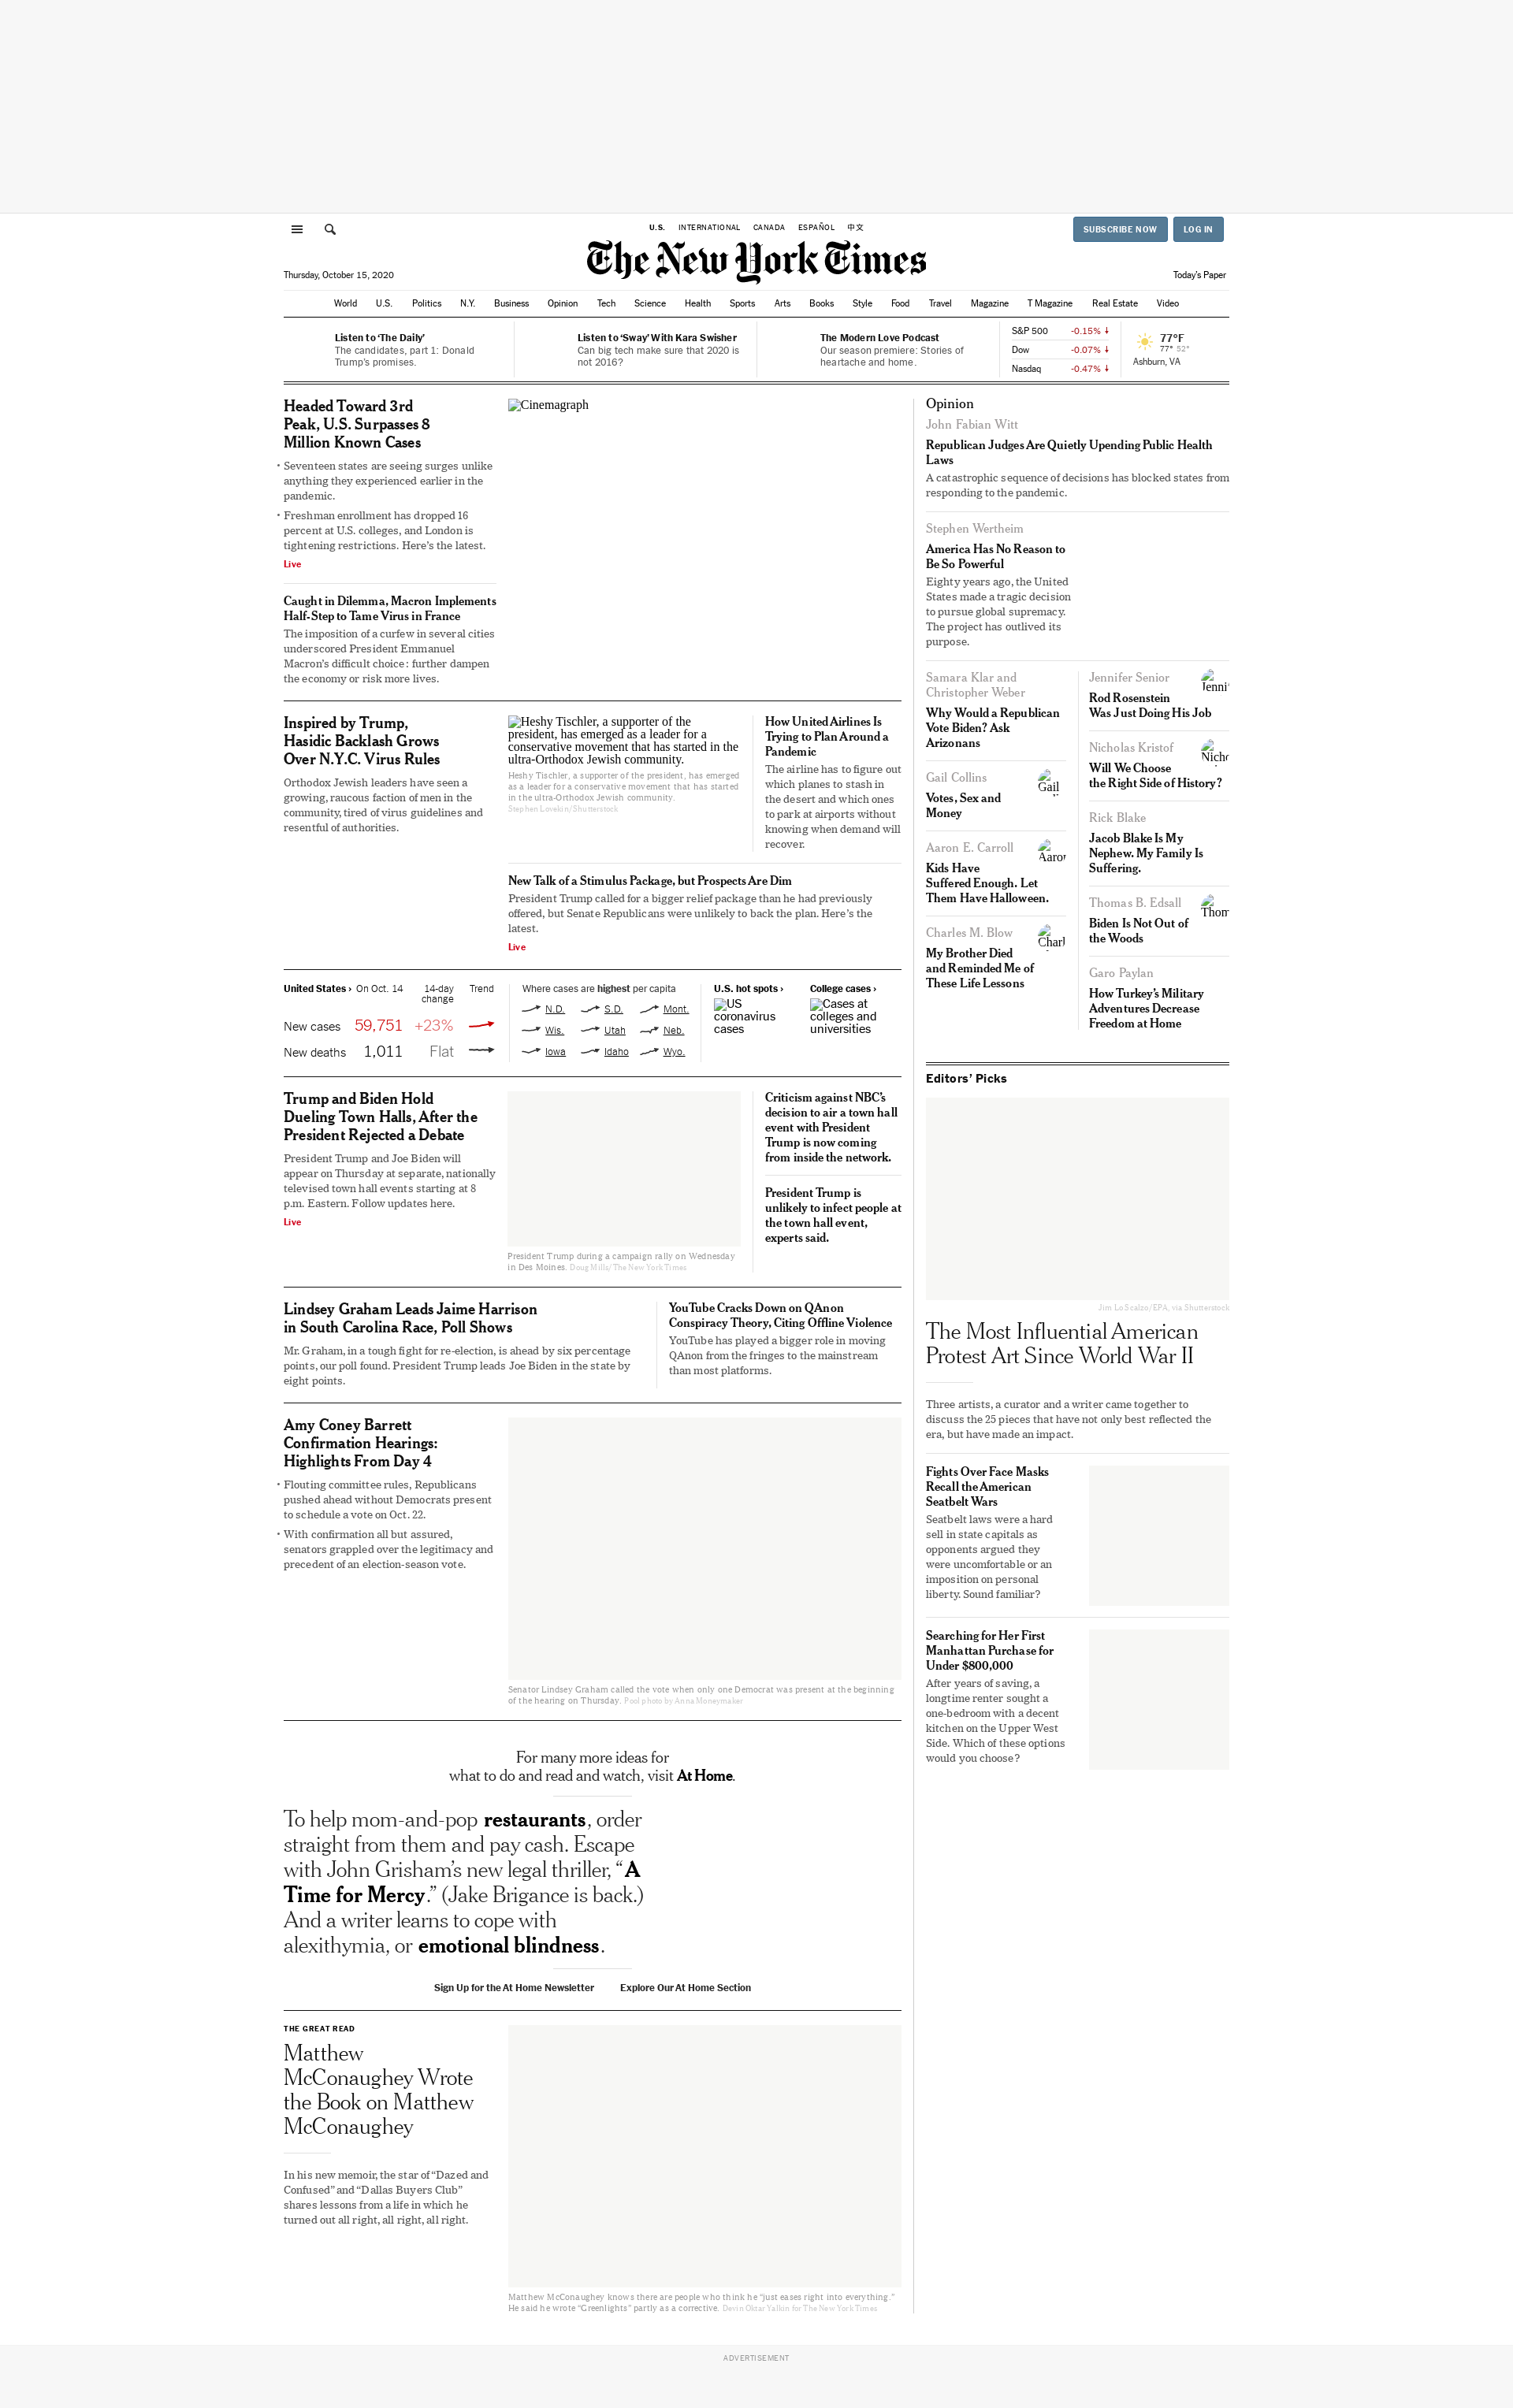 U.S. INTERNATIONAL CANADA ESPAÑOL 中文
SUBSCRIBE NOW
LOG IN
The New York Times
Thursday, October 15, 2020
Today's Paper
World U.S. Politics N.Y. Business Opinion Tech Science Health Sports Arts Books Style Food Travel Magazine T Magazine Real Estate Video
Listen to ‘The Daily’
The candidates, part 1: Donald
Trump's promises.
Listen to ‘Sway’ With Kara Swisher
Can big tech make sure that 2020 is
not 2016?
The Modern Love Podcast
Our season premiere: Stories of
heartache and home.
S&P 500 -0.15% ↓
Dow -0.07% ↓
Nasdaq -0.47% ↓
77°F
77° 52°
Ashburn, VA
Headed Toward 3rd
Peak, U.S. Surpasses 8
Million Known Cases
• Seventeen states are seeing surges unlike
anything they experienced earlier in the
pandemic.
• Freshman enrollment has dropped 16
percent at U.S. colleges, and London is
tightening restrictions. Here's the latest.
Live
Caught in Dilemma, Macron Implements
Half-Step to Tame Virus in France
The imposition of a curfew in several cities
underscored President Emmanuel
Macron's difficult choice: further dampen
the economy or risk more lives.
Cinemagraph
Inspired by Trump,
Hasidic Backlash Grows
Over N.Y.C. Virus Rules
Orthodox Jewish leaders have seen a
growing, raucous faction of men in the
community, tired of virus guidelines and
resentful of authorities.
Heshy Tischler, a supporter of the
president, has emerged as a leader for a
conservative movement that has started in the
ultra-Orthodox Jewish community.
Heshy Tischler, a supporter of the president, has emerged
as a leader for a conservative movement that has started
in the ultra-Orthodox Jewish community.
Stephen Lovekin/Shutterstock
How United Airlines Is
Trying to Plan Around a
Pandemic
The airline has to figure out
which planes to stash in
the desert and which ones
to park at airports without
knowing when demand will
recover.
New Talk of a Stimulus Package, but Prospects Are Dim
President Trump called for a bigger relief package than he had previously
offered, but Senate Republicans were unlikely to back the plan. Here's the
latest.
Live
United States › On Oct. 14 14-day
change Trend
New cases 59,751 +23%
New deaths 1,011 Flat
Where cases are highest per capita
N.D. S.D. Mont.
Wis. Utah Neb.
Iowa Idaho Wyo.
U.S. hot spots ›
US
coronavirus
cases
College cases ›
Cases at
colleges and
universities
Trump and Biden Hold
Dueling Town Halls, After the
President Rejected a Debate
President Trump and Joe Biden will
appear on Thursday at separate, nationally
televised town hall events starting at 8
p.m. Eastern. Follow updates here.
Live
President Trump during a campaign rally on Wednesday
in Des Moines. Doug Mills/The New York Times
Criticism against NBC's
decision to air a town hall
event with President
Trump is now coming
from inside the network.
President Trump is
unlikely to infect people at
the town hall event,
experts said.
Lindsey Graham Leads Jaime Harrison
in South Carolina Race, Poll Shows
Mr. Graham, in a tough fight for re-election, is ahead by six percentage
points, our poll found. President Trump leads Joe Biden in the state by
eight points.
YouTube Cracks Down on QAnon
Conspiracy Theory, Citing Offline Violence
YouTube has played a bigger role in moving
QAnon from the fringes to the mainstream
than most platforms.
Amy Coney Barrett
Confirmation Hearings:
Highlights From Day 4
• Flouting committee rules, Republicans
pushed ahead without Democrats present
to schedule a vote on Oct. 22.
• With confirmation all but assured,
senators grappled over the legitimacy and
precedent of an election-season vote.
Senator Lindsey Graham called the vote when only one Democrat was present at the beginning
of the hearing on Thursday. Pool photo by Anna Moneymaker
For many more ideas for
what to do and read and watch, visit At Home.
To help mom-and-pop restaurants, order
straight from them and pay cash. Escape
with John Grisham's new legal thriller, “A
Time for Mercy.” (Jake Brigance is back.)
And a writer learns to cope with
alexithymia, or emotional blindness.
Sign Up for the At Home Newsletter
Explore Our At Home Section
THE GREAT READ
Matthew
McConaughey Wrote
the Book on Matthew
McConaughey
In his new memoir, the star of “Dazed and
Confused” and “Dallas Buyers Club”
shares lessons from a life in which he
turned out all right, all right, all right.
Matthew McConaughey knows there are people who think he “just eases right into everything.”
He said he wrote “Greenlights” partly as a corrective. Devin Oktar Yalkin for The New York Times
Opinion
John Fabian Witt
Republican Judges Are Quietly Upending Public Health
Laws
A catastrophic sequence of decisions has blocked states from
responding to the pandemic.
Stephen Wertheim
America Has No Reason to
Be So Powerful
Eighty years ago, the United
States made a tragic decision
to pursue global supremacy.
The project has outlived its
purpose.
Samara Klar and
Christopher Weber
Why Would a Republican
Vote Biden? Ask
Arizonans
Gail Collins
Gail
Votes, Sex and
Money
Aaron E. Carroll
Aaron
Kids Have
Suffered Enough. Let
Them Have Halloween.
Charles M. Blow
Charl
My Brother Died
and Reminded Me of
These Life Lessons
Jennifer Senior
Jenni
Rod Rosenstein
Was Just Doing His Job
Nicholas Kristof
Nicho
Will We Choose
the Right Side of History?
Rick Blake
Jacob Blake Is My
Nephew. My Family Is
Suffering.
Thomas B. Edsall
Thom
Biden Is Not Out of
the Woods
Garo Paylan
How Turkey's Military
Adventures Decrease
Freedom at Home
Editors' Picks
Jim Lo Scalzo/EPA, via Shutterstock
The Most Influential American
Protest Art Since World War II
Three artists, a curator and a writer came together to
discuss the 25 pieces that have not only best reflected the
era, but have made an impact.
Fights Over Face Masks
Recall the American
Seatbelt Wars
Seatbelt laws were a hard
sell in state capitals as
opponents argued they
were uncomfortable or an
imposition on personal
liberty. Sound familiar?
Searching for Her First
Manhattan Purchase for
Under $800,000
After years of saving, a
longtime renter sought a
one-bedroom with a decent
kitchen on the Upper West
Side. Which of these options
would you choose?
ADVERTISEMENT